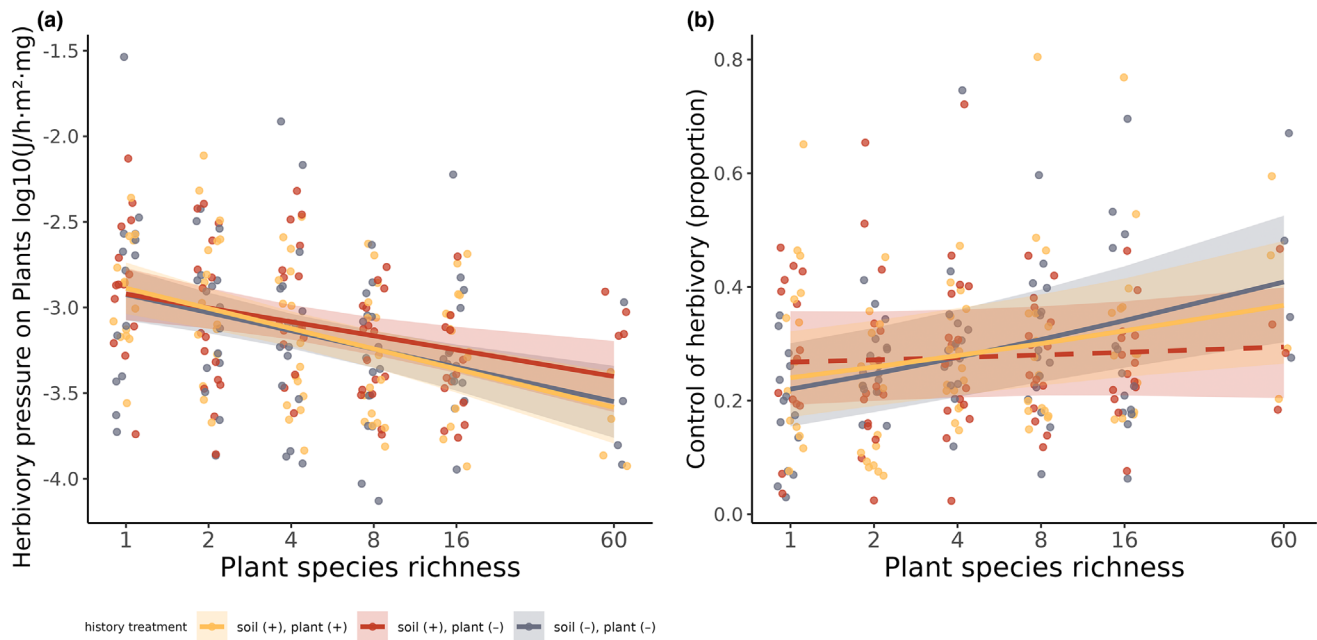 (a)
Herbivory pressure on Plants log10(J/h·m²·mg)
-1.5
-2.0
-2.5
-3.0
-3.5
-4.0
1 2 4 8 16 60
Plant species richness
(b)
Control of herbivory (proportion)
0.8
0.6
0.4
0.2
0.0
1 2 4 8 16 60
Plant species richness
history treatment soil (+), plant (+) soil (+), plant (–) soil (–), plant (–)